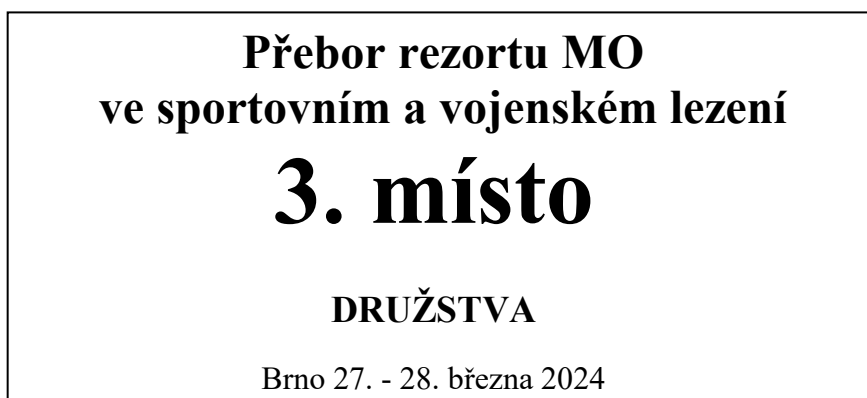 Přebor rezortu MO
ve sportovním a vojenském lezení
3. místo
DRUŽSTVA
Brno 27. - 28. března 2024